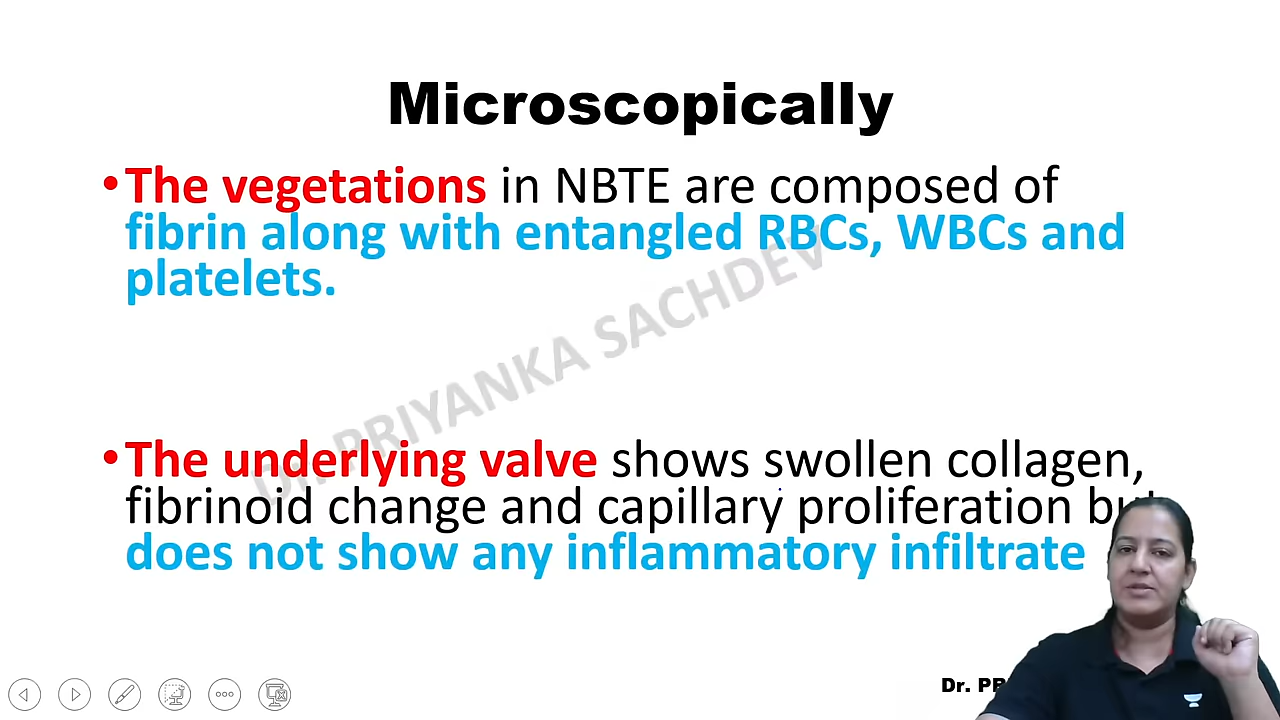 Microscopically
•The vegetations in NBTE are composed of
fibrin along with entangled RBCs, WBCs and
platelets.
Dr. PRIYANKA SACHDEV
•The underlying valve shows swollen collagen,
fibrinoid change and capillary proliferation but
does not show any inflammatory infiltrate
Dr.